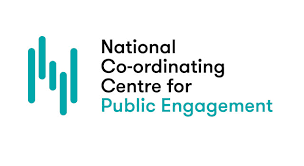 National
Co-ordinating
Centre for
Public Engagement